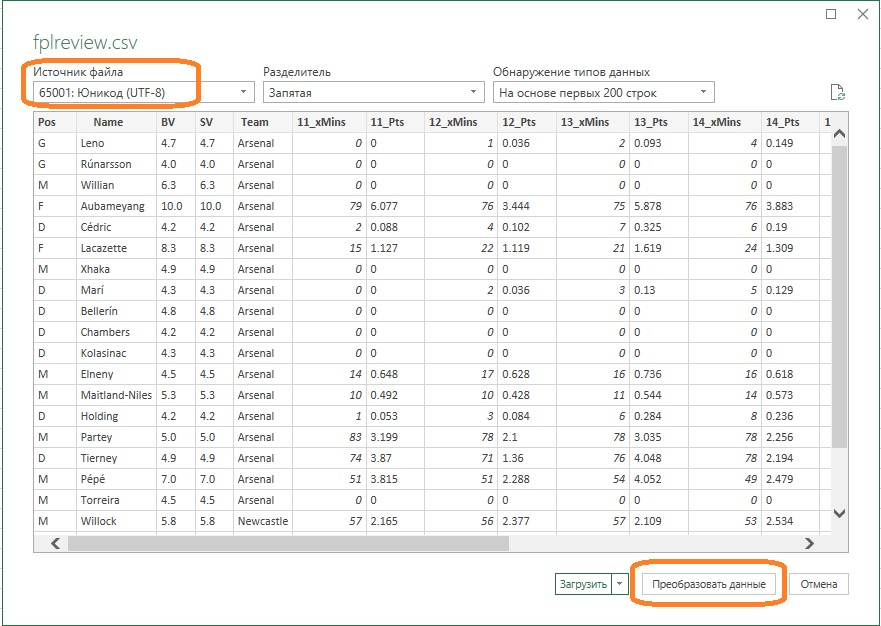 fplreview.csv
Источник файла Разделитель Обнаружение типов данных
65001: Юникод (UTF-8) Запятая На основе первых 200 строк
Pos Name BV SV Team 11_xMins 11_Pts 12_xMins 12_Pts 13_xMins 13_Pts 14_xMins 14_Pts 1
G Leno 4.7 4.7 Arsenal 0 0 1 0.036 2 0.093 4 0.149
G Rúnarsson 4.0 4.0 Arsenal 0 0 0 0 0 0 0 0
M Willian 6.3 6.3 Arsenal 0 0 0 0 0 0 0 0
F Aubameyang 10.0 10.0 Arsenal 79 6.077 76 3.444 75 5.878 76 3.883
D Cédric 4.2 4.2 Arsenal 2 0.088 4 0.102 7 0.325 6 0.19
F Lacazette 8.3 8.3 Arsenal 15 1.127 22 1.119 21 1.619 24 1.309
M Xhaka 4.9 4.9 Arsenal 0 0 0 0 0 0 0 0
D Marí 4.3 4.3 Arsenal 0 0 2 0.036 3 0.13 5 0.129
D Bellerín 4.8 4.8 Arsenal 0 0 0 0 0 0 0 0
D Chambers 4.2 4.2 Arsenal 0 0 0 0 0 0 0 0
D Kolasinac 4.3 4.3 Arsenal 0 0 0 0 0 0 0 0
M Elneny 4.5 4.5 Arsenal 14 0.648 17 0.628 16 0.736 16 0.618
M Maitland-Niles 5.3 5.3 Arsenal 10 0.492 10 0.428 11 0.544 14 0.573
D Holding 4.2 4.2 Arsenal 1 0.053 3 0.084 6 0.284 8 0.236
M Partey 5.0 5.0 Arsenal 83 3.199 78 2.1 78 3.035 78 2.256
D Tierney 4.9 4.9 Arsenal 74 3.87 71 1.36 76 4.048 78 2.194
M Pépé 7.0 7.0 Arsenal 51 3.815 51 2.288 54 4.052 49 2.479
M Torreira 4.5 4.5 Arsenal 0 0 0 0 0 0 0 0
M Willock 5.8 5.8 Newcastle 57 2.165 56 2.377 57 2.109 53 2.534
Загрузить Преобразовать данные Отмена